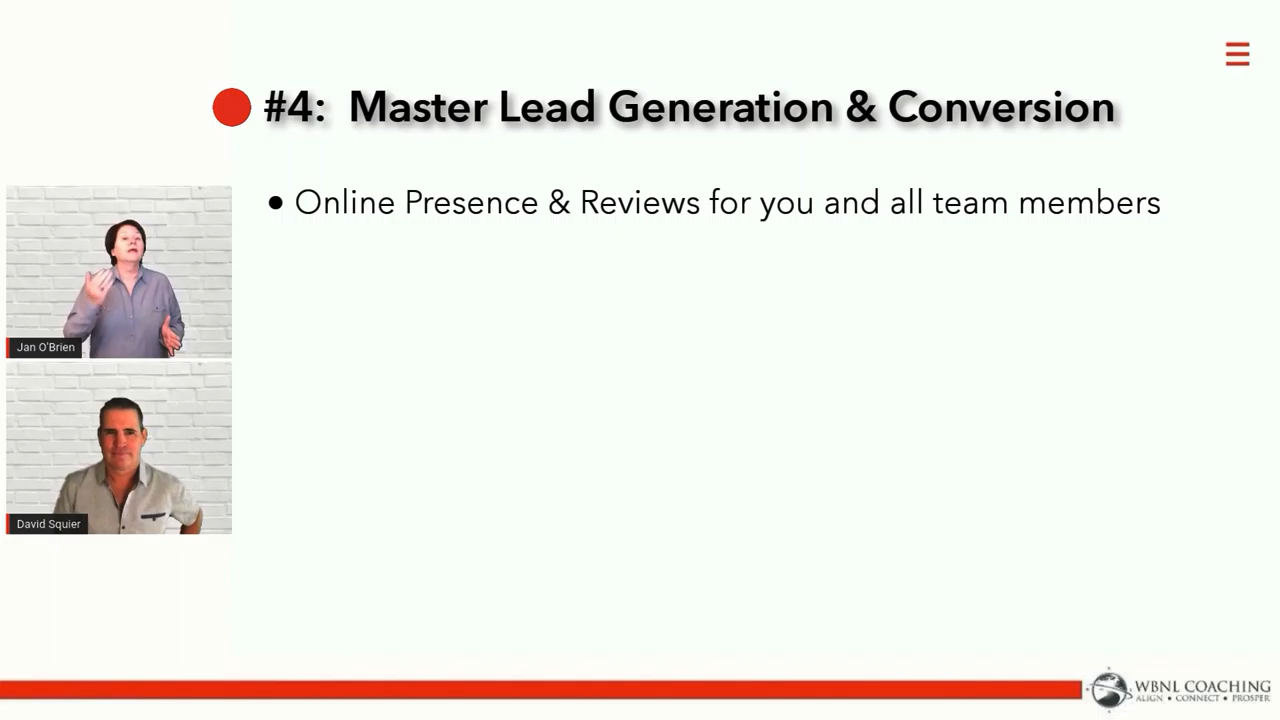 #4: Master Lead Generation & Conversion
• Online Presence & Reviews for you and all team members
Jan O'Brien
David Squier
WBNL COACHING
ALIGN • CONNECT • PROSPER